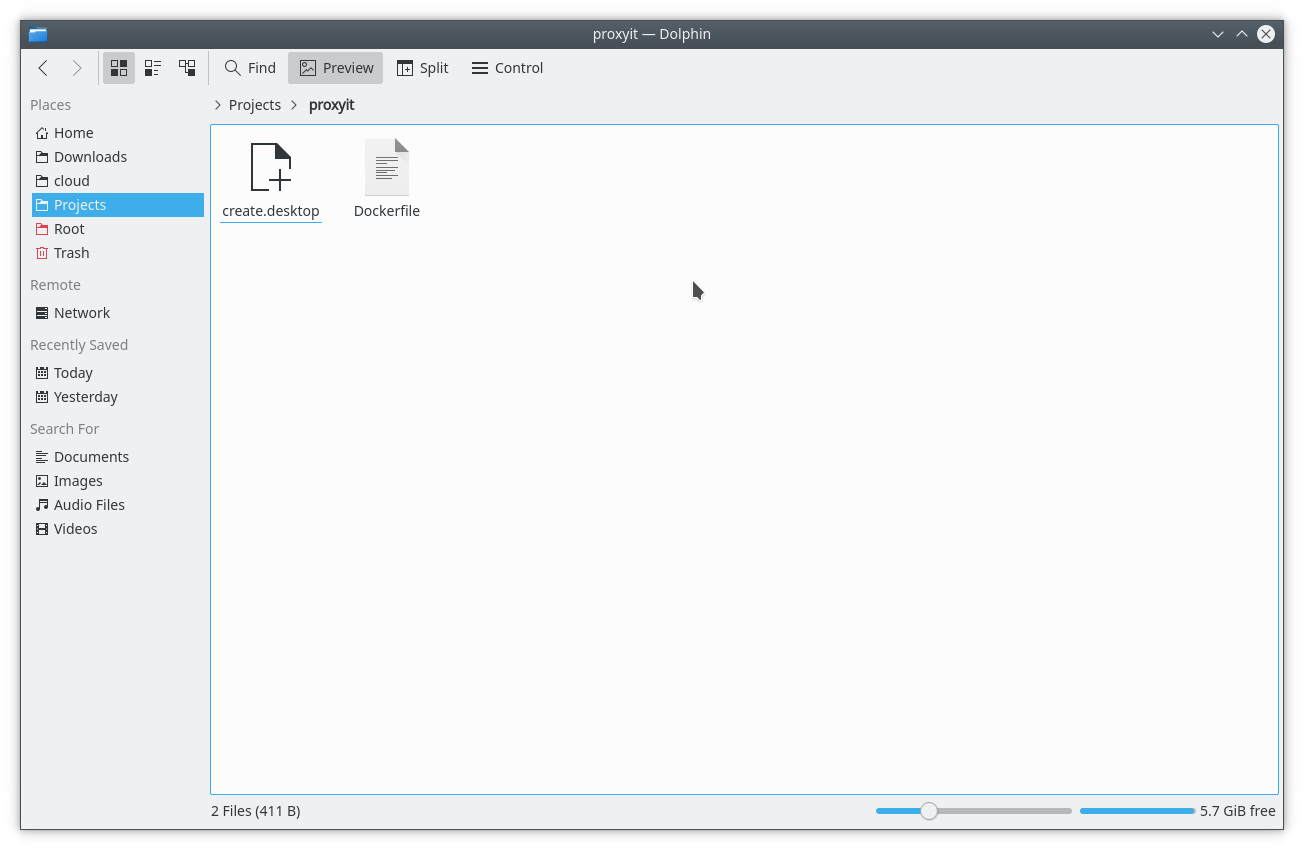 proxyit — Dolphin
Find
Preview
Split
Control
Places
Projects
proxyit
Home
Downloads
cloud
Projects
Root
Trash
Remote
Network
Recently Saved
Today
Yesterday
Search For
Documents
Images
Audio Files
Videos
create.desktop
Dockerfile
2 Files (411 B)
5.7 GiB free